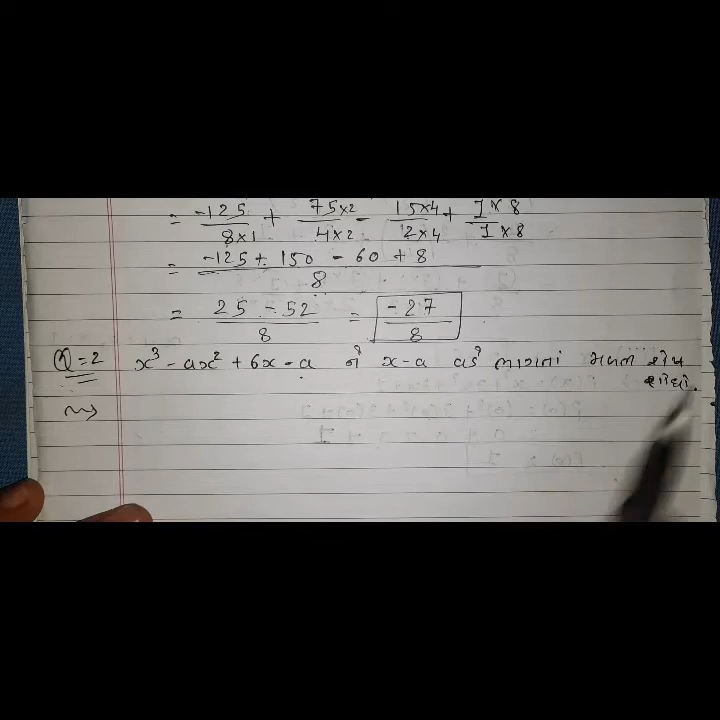 = -125/8×1 + 75×2/4×2 - 15×4/2×4 + 1×8/1×8
= -125 + 150 - 60 + 8 / 8
= 25 - 52 / 8 = -27/8
Q=2 x³ - ax² + 6x - a ને x-a વડે ભાગતાં મળતી શેષ
શોધો.